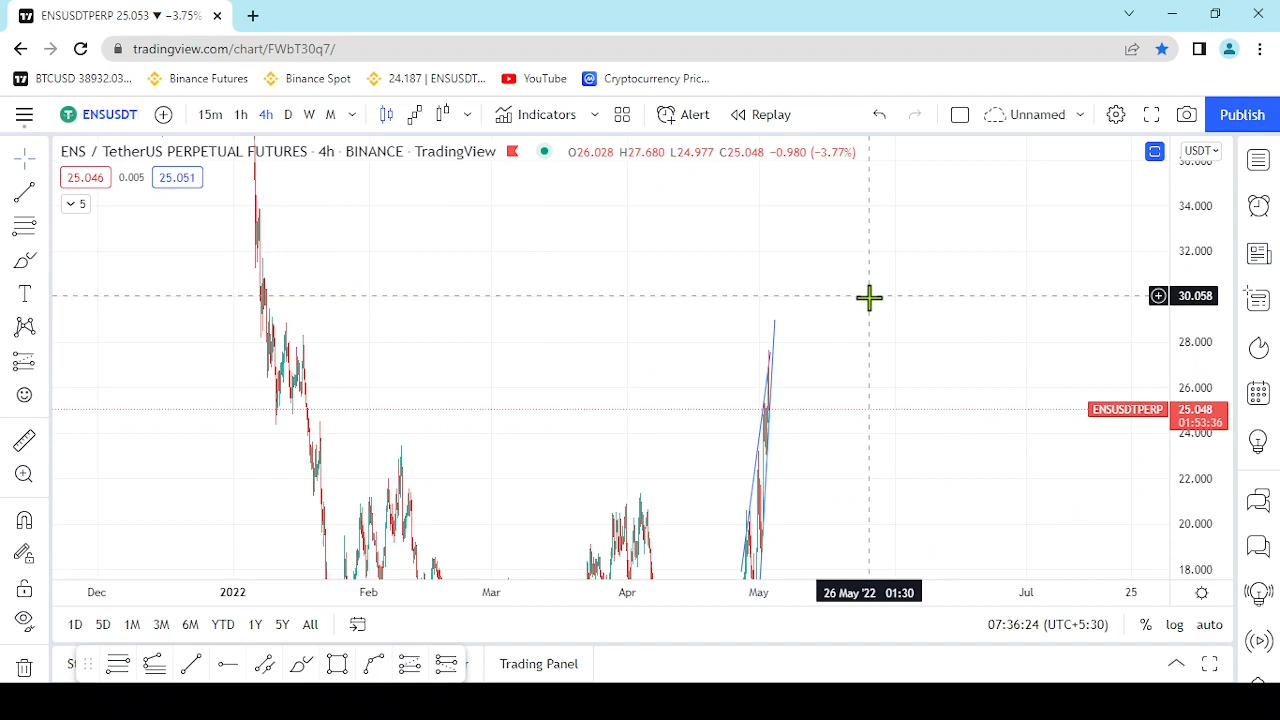 ENSUSDTPERP 25.053 ▼ −3.75%
tradingview.com/chart/FWbT30q7/
BTCUSD 38932.03... Binance Futures Binance Spot 24.187 | ENSUSDT... YouTube Cryptocurrency Pric...
ENSUSDT 15m 1h 4h D W M Indicators Alert Replay Unnamed Publish
ENS / TetherUS PERPETUAL FUTURES · 4h · BINANCE · TradingView O26.028 H27.680 L24.977 C25.048 −0.980 (−3.77%) USDT
25.046 0.005 25.051
5
34.000
32.000
30.058
28.000
26.000
ENSUSDTPERP 25.048
01:53:36
24.000
22.000
20.000
18.000
Dec 2022 Feb Mar Apr May 26 May '22 01:30 Jul 25
1D 5D 1M 3M 6M YTD 1Y 5Y All 07:36:24 (UTC+5:30) % log auto
Trading Panel